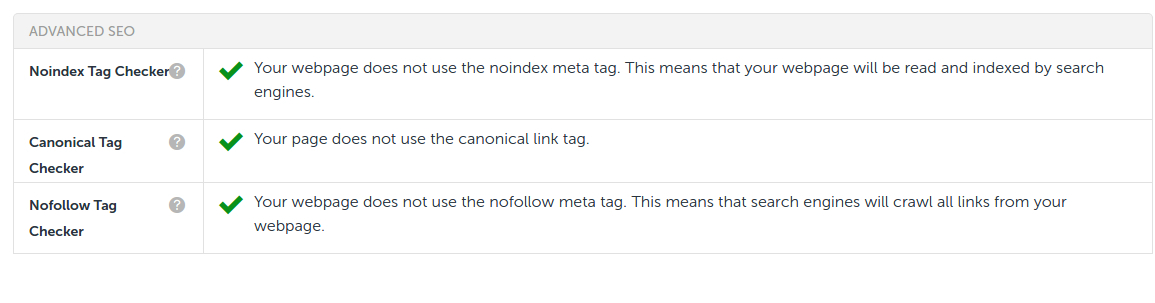 ADVANCED SEO
Noindex Tag Checker ?
Your webpage does not use the noindex meta tag. This means that your webpage will be read and indexed by search
engines.
Canonical Tag ?
Checker
Your page does not use the canonical link tag.
Nofollow Tag ?
Checker
Your webpage does not use the nofollow meta tag. This means that search engines will crawl all links from your
webpage.